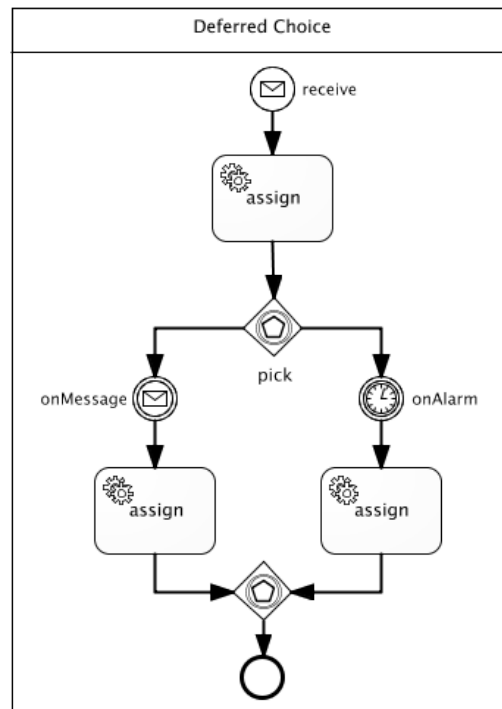 Deferred Choice
receive
assign
pick
onMessage
onAlarm
assign
assign